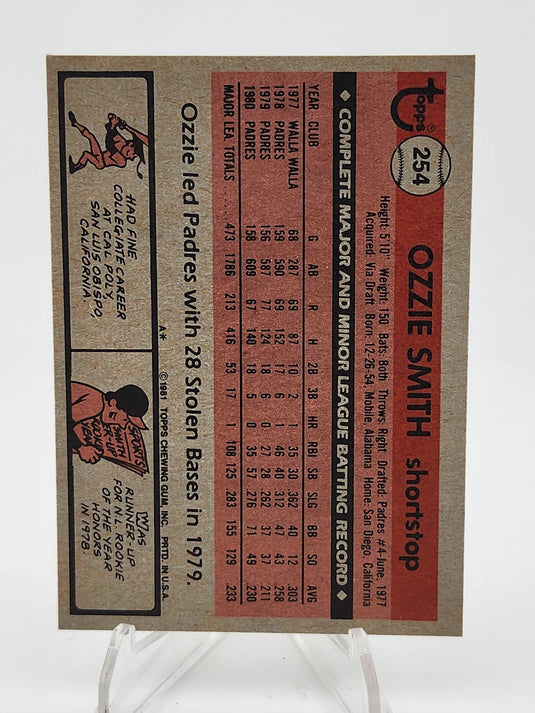 topps®
254
OZZIE SMITH shortstop
Height: 5'10" Weight: 150 Bats: Both Throws: Right Drafted: Padres #4-June, 1977
Acquired: Via Draft Born: 12-26-54, Mobile, Alabama Home: San Diego, California
◆ COMPLETE MAJOR AND MINOR LEAGUE BATTING RECORD ◆
YEAR CLUB G AB R H 2B 3B HR RBI SB SLG BB SO AVG
1977 WALLA WALLA 68 287 69 87 10 2 1 35 30 .362 40 12 .303
1978 PADRES 159 590 69 152 17 6 1 46 40 .312 47 43 .258
1979 PADRES 156 587 77 124 18 6 0 27 28 .262 37 37 .211
1980 PADRES 158 609 67 140 18 5 0 35 57 .276 71 49 .230
MAJOR LEA. TOTALS 473 1786 213 416 53 17 1 108 125 .283 155 129 .233
Ozzie led Padres with 28 Stolen Bases in 1979.
A* ©1981 TOPPS CHEWING GUM, INC. PRTD. IN U.S.A.
HAD FINE
COLLEGIATE CAREER
AT CAL POLY,
SAN LUIS OBISPO,
CALIFORNIA.
SPORTS
SMITH
R-UP
WAS
RUNNER-UP
FOR N.L. ROOKIE
OF THE YEAR
HONORS
IN 1978